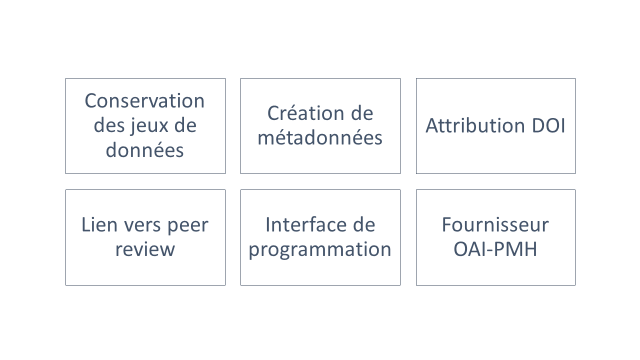 Conservation
des jeux de
données
Création de
métadonnées
Attribution DOI
Lien vers peer
review
Interface de
programmation
Fournisseur
OAI-PMH